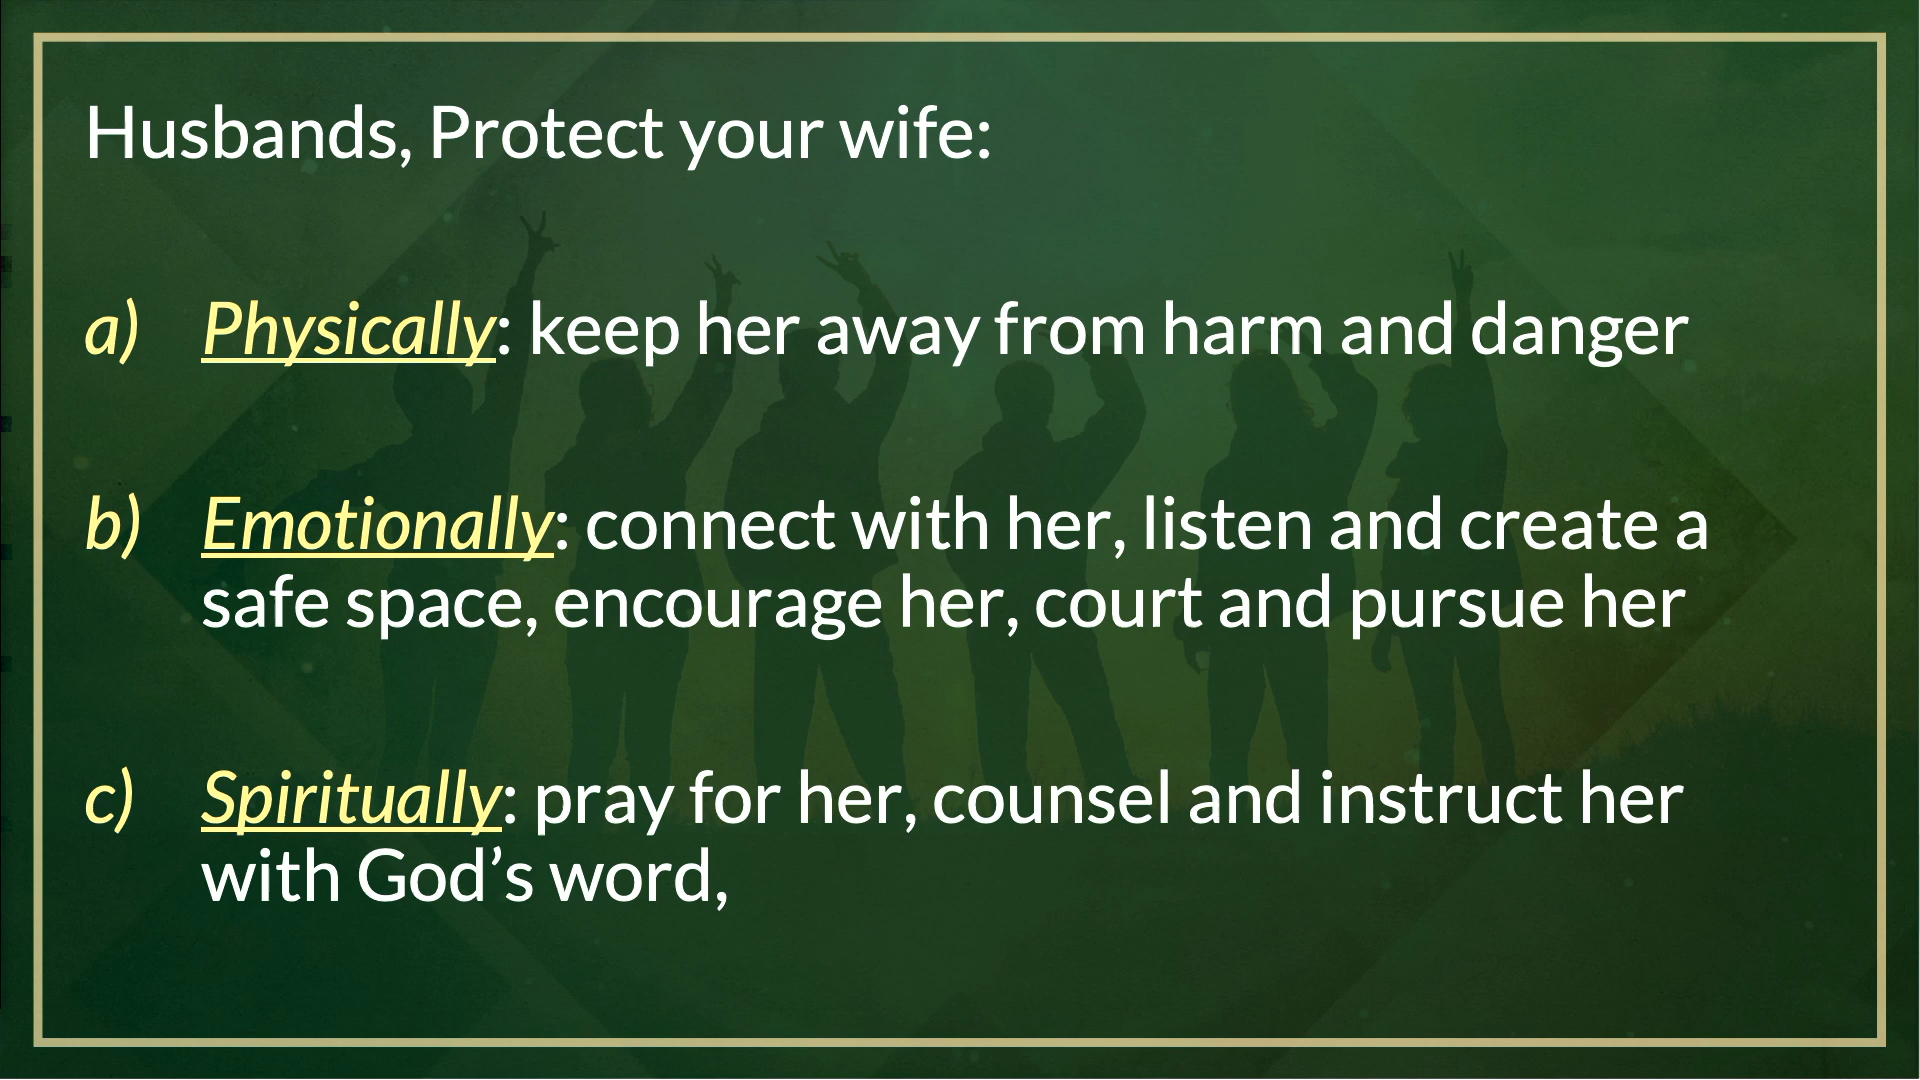 Husbands, Protect your wife:
a) Physically: keep her away from harm and danger
b) Emotionally: connect with her, listen and create a
safe space, encourage her, court and pursue her
c) Spiritually: pray for her, counsel and instruct her
with God’s word,